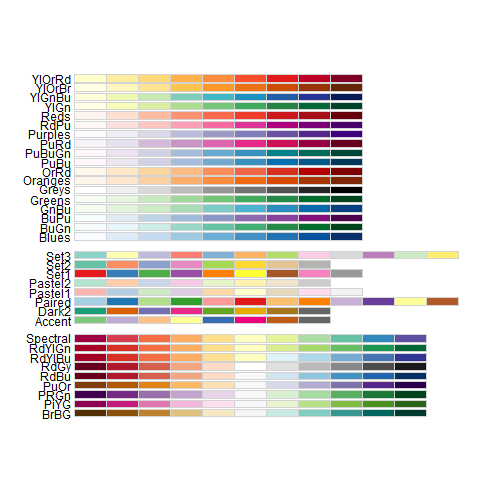 YlOrRd
YlOrBr
YlGnBu
YlGn
Reds
RdPu
Purples
PuRd
PuBuGn
PuBu
OrRd
Oranges
Greys
Greens
GnBu
BuPu
BuGn
Blues
Set3
Set2
Set1
Pastel2
Pastel1
Paired
Dark2
Accent
Spectral
RdYlGn
RdYlBu
RdGy
RdBu
PuOr
PRGn
PiYG
BrBG